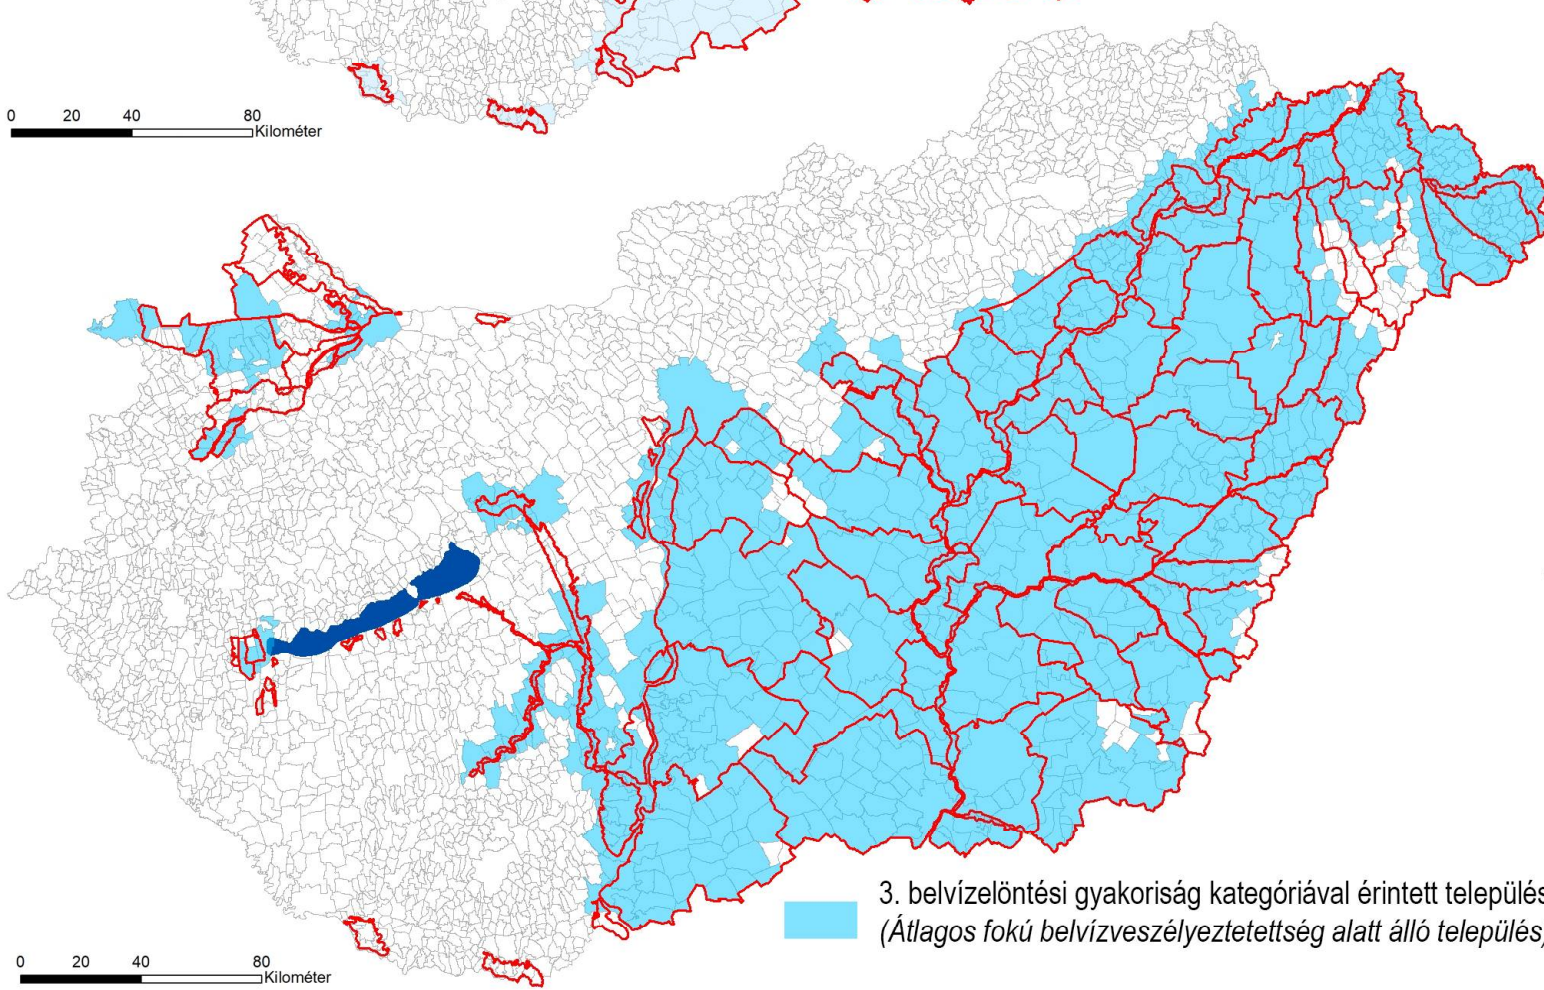 0 20 40 80
Kilométer
3. belvízelöntési gyakoriság kategóriával érintett település
(Átlagos fokú belvízveszélyeztetettség alatt álló település)
0 20 40 80
Kilométer